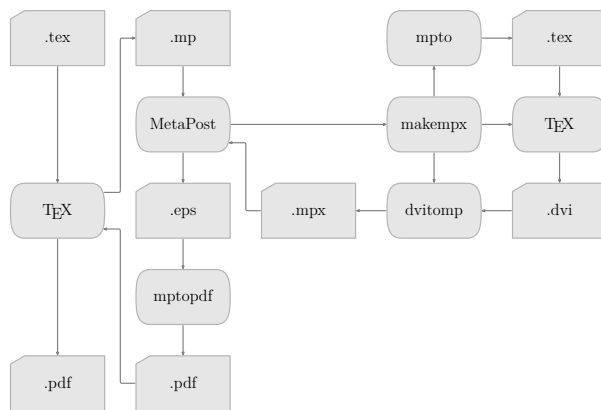 .tex
.mp
mpto
.tex
MetaPost
makempx
TEX
TEX
.eps
.mpx
dvitomp
.dvi
mptopdf
.pdf
.pdf